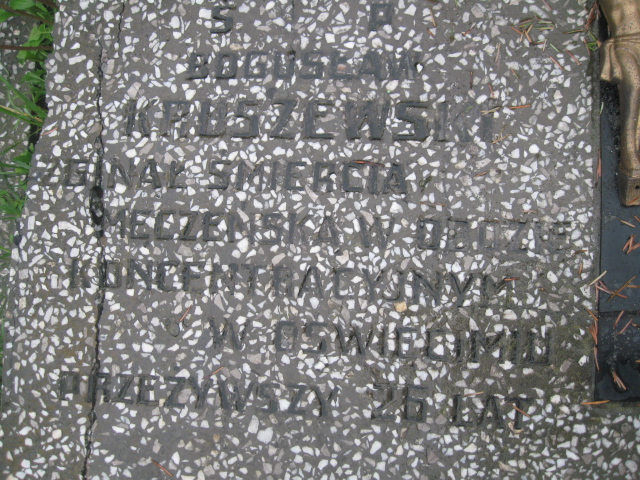 S P
BOGUSŁAW
KRUSZEWSKI
ZGINĄŁ ŚMIERCIĄ
MĘCZEŃSKĄ W OBOZIE
KONCENTRACYJNYM
W OŚWIĘCIMIU
PRZEŻYWSZY 26 LAT